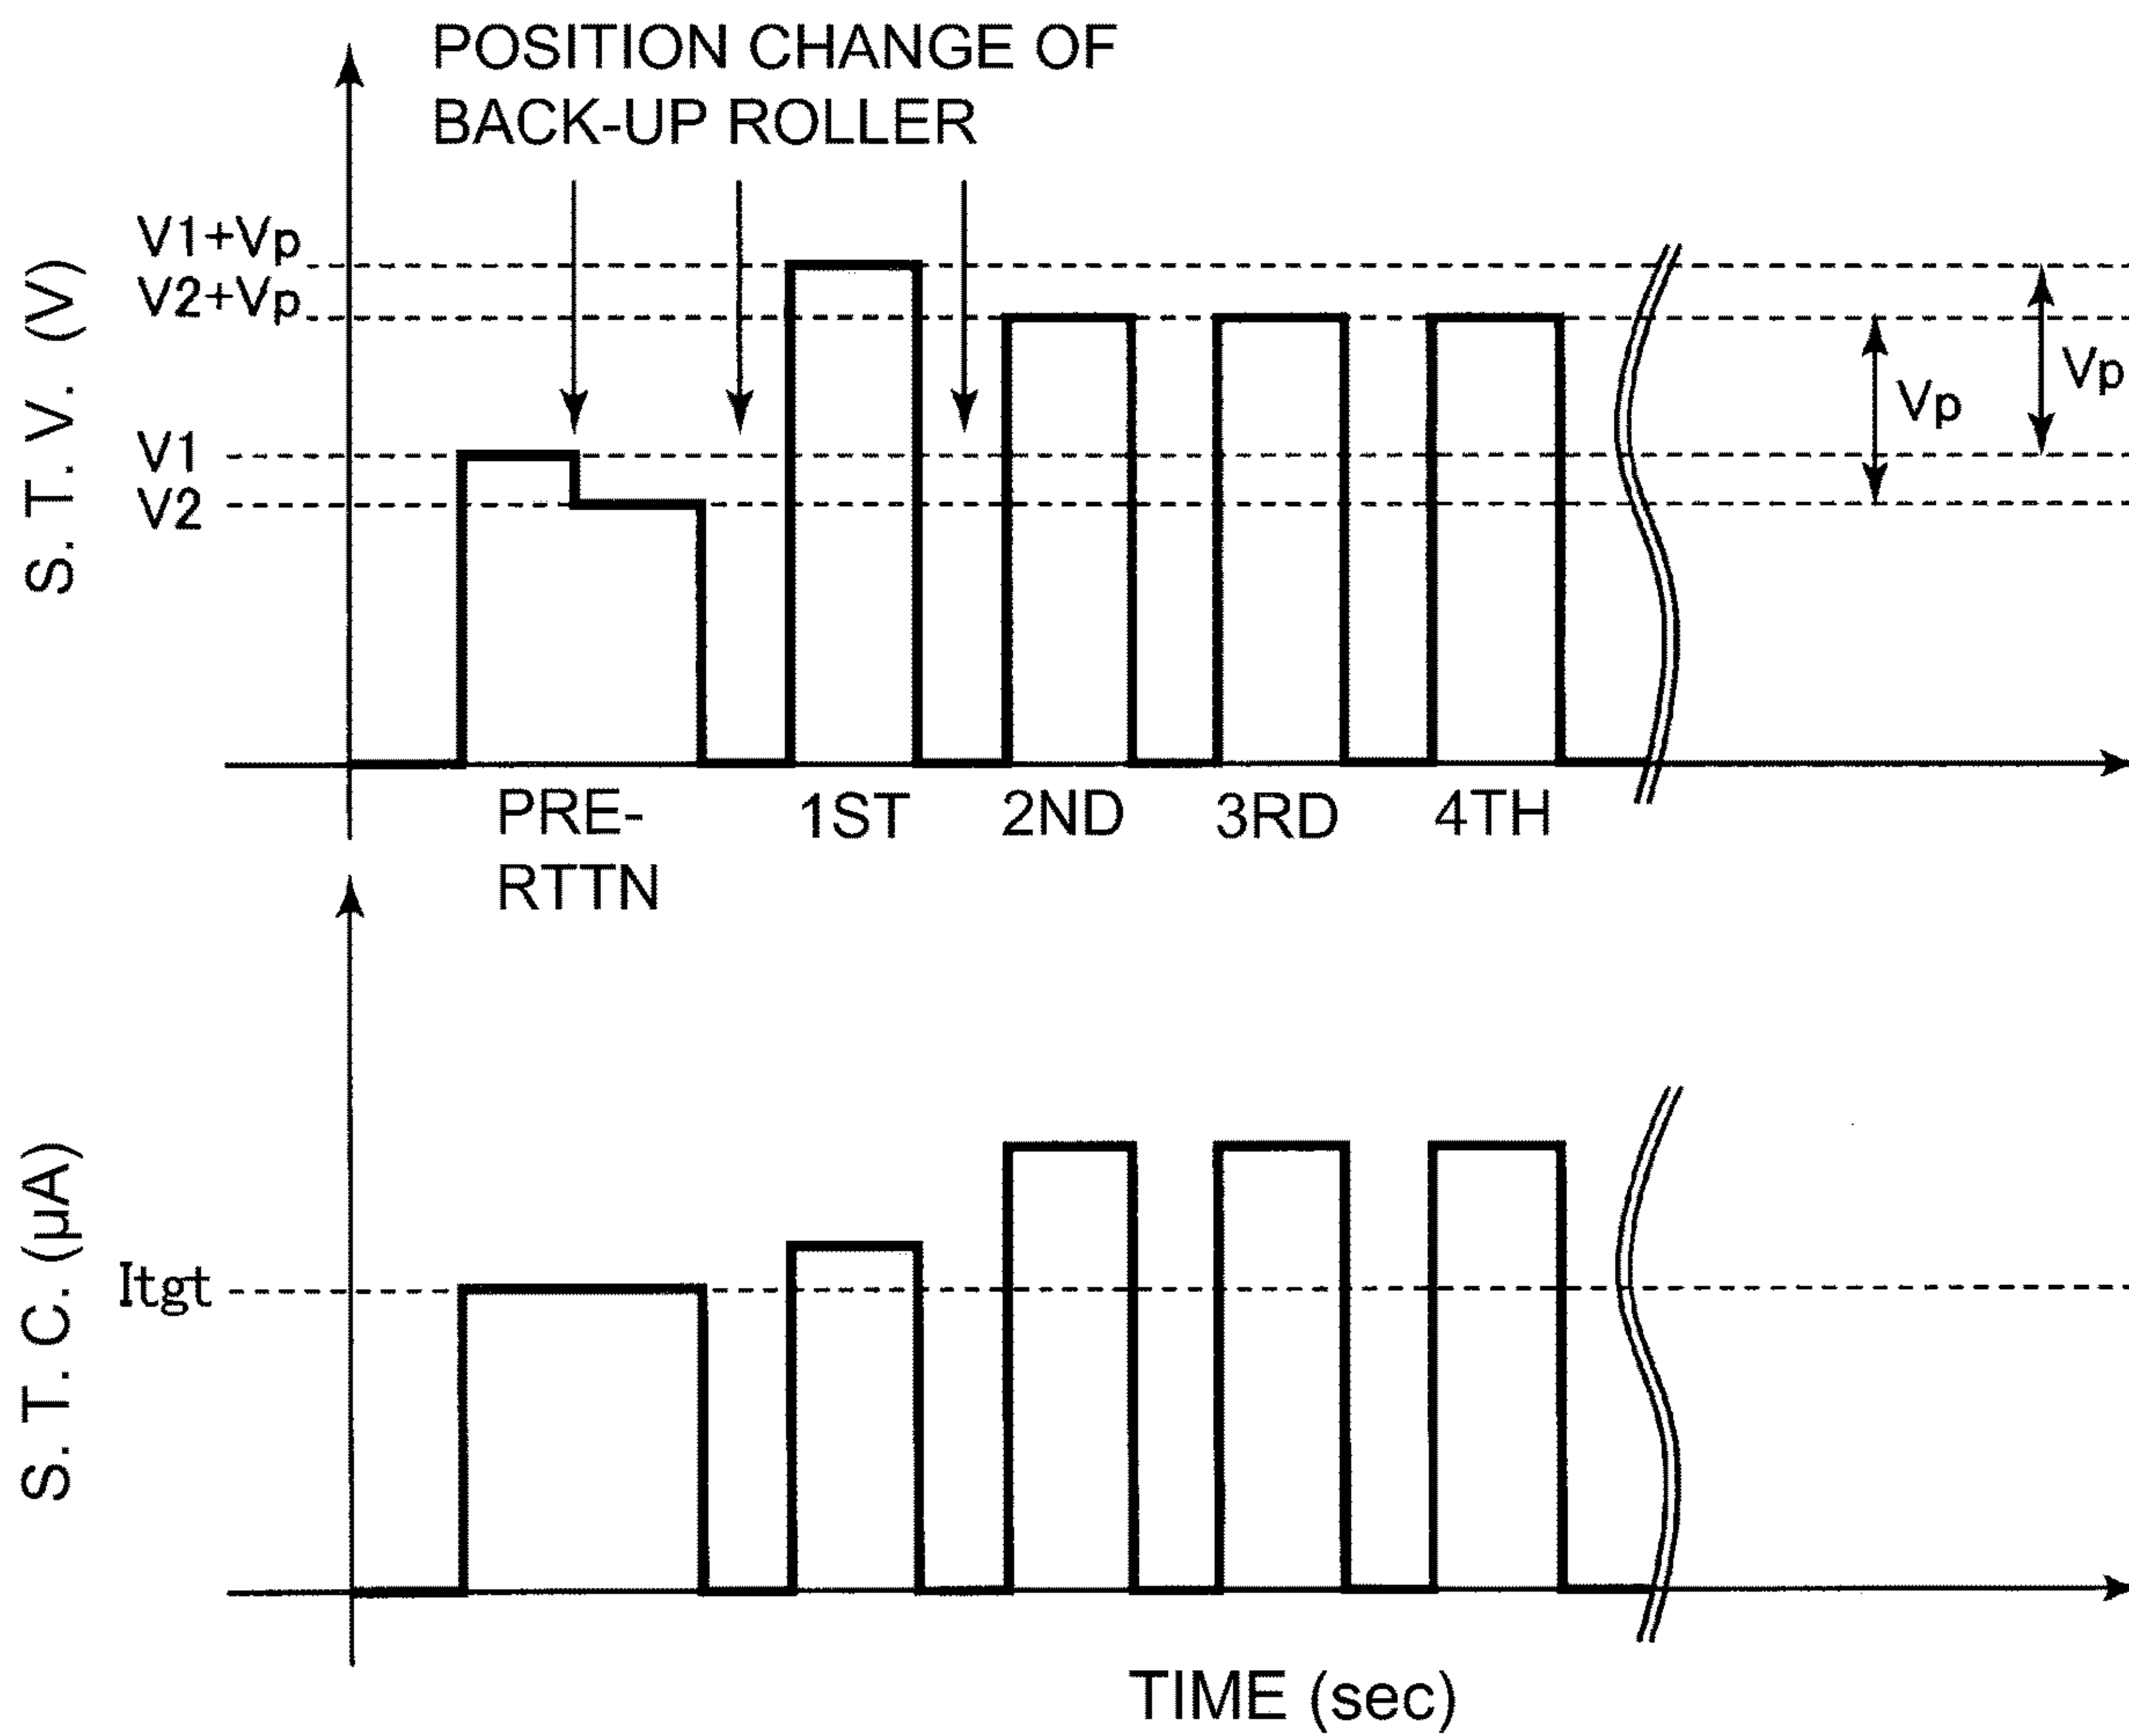 POSITION CHANGE OF
BACK-UP ROLLER
S. T. V. (V)
V1+Vp
V2+Vp
V1
V2
Vp
Vp
PRE-
RTTN
1ST
2ND
3RD
4TH
S. T. C. (µA)
Itgt
TIME (sec)